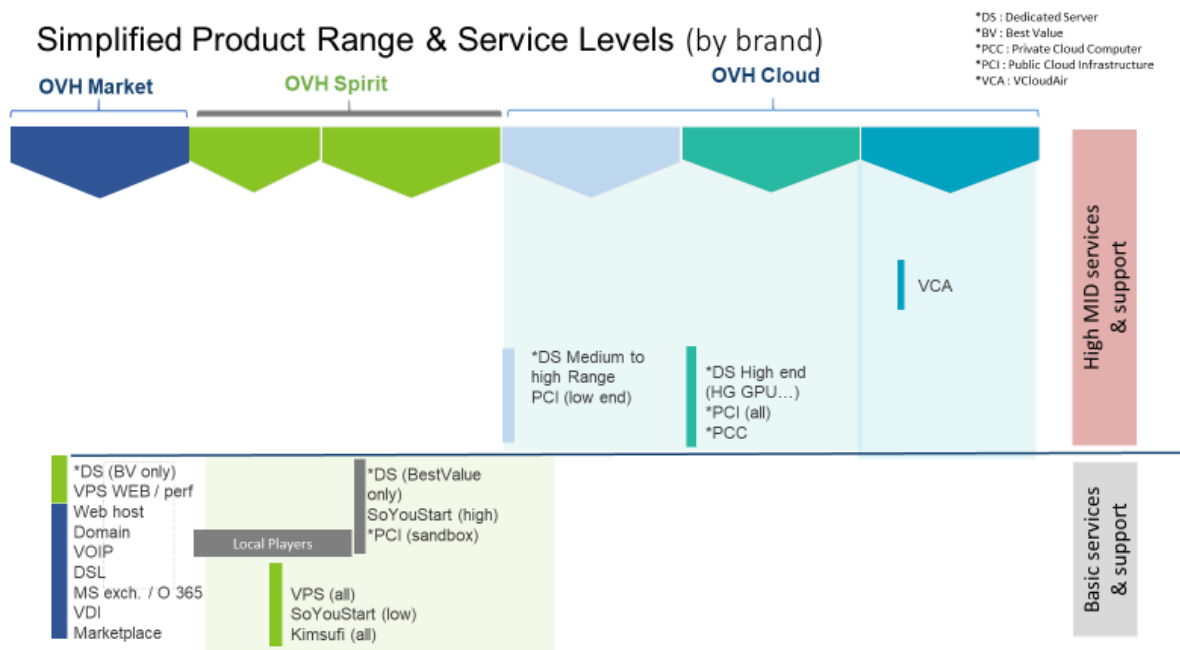 Simplified Product Range & Service Levels (by brand)
*DS : Dedicated Server
*BV : Best Value
*PCC : Private Cloud Computer
*PCI : Public Cloud Infrastructure
*VCA : VCloudAir
OVH Market
OVH Spirit
OVH Cloud
High MID services
& support
VCA
*DS Medium to
high Range
PCI (low end)
*DS High end
(HG GPU...)
*PCI (all)
*PCC
*DS (BV only)
VPS WEB / perf
Web host
Domain
VOIP
DSL
MS exch. / O 365
VDI
Marketplace
Local Players
*DS (BestValue
only)
SoYouStart (high)
*PCI (sandbox)
VPS (all)
SoYouStart (low)
Kimsufi (all)
Basic services
& support